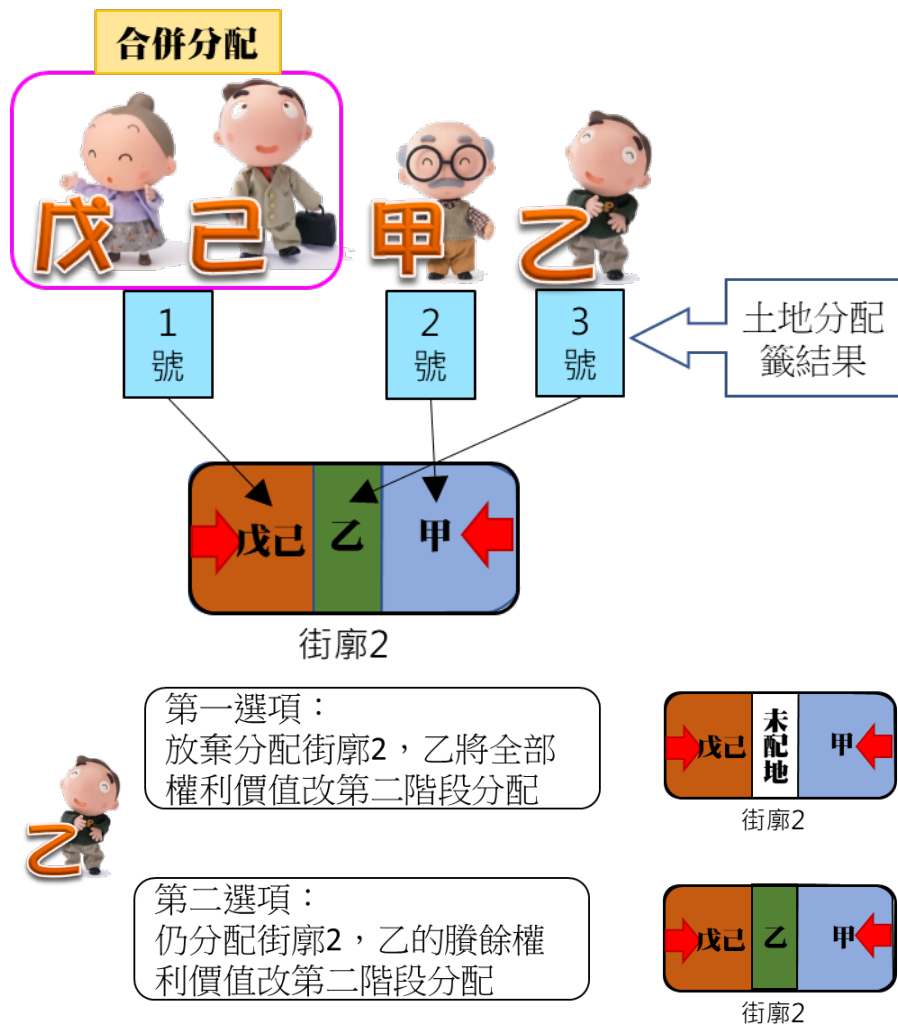 合併分配
戊 己 甲 乙
1號
2號
3號
土地分配
籤結果
戊己 乙 甲
街廓2
第一選項：
放棄分配街廓2，乙將全部
權利價值改第二階段分配
戊己 未配地 甲
街廓2
乙
第二選項：
仍分配街廓2，乙的賸餘權
利價值改第二階段分配
戊己 乙 甲
街廓2